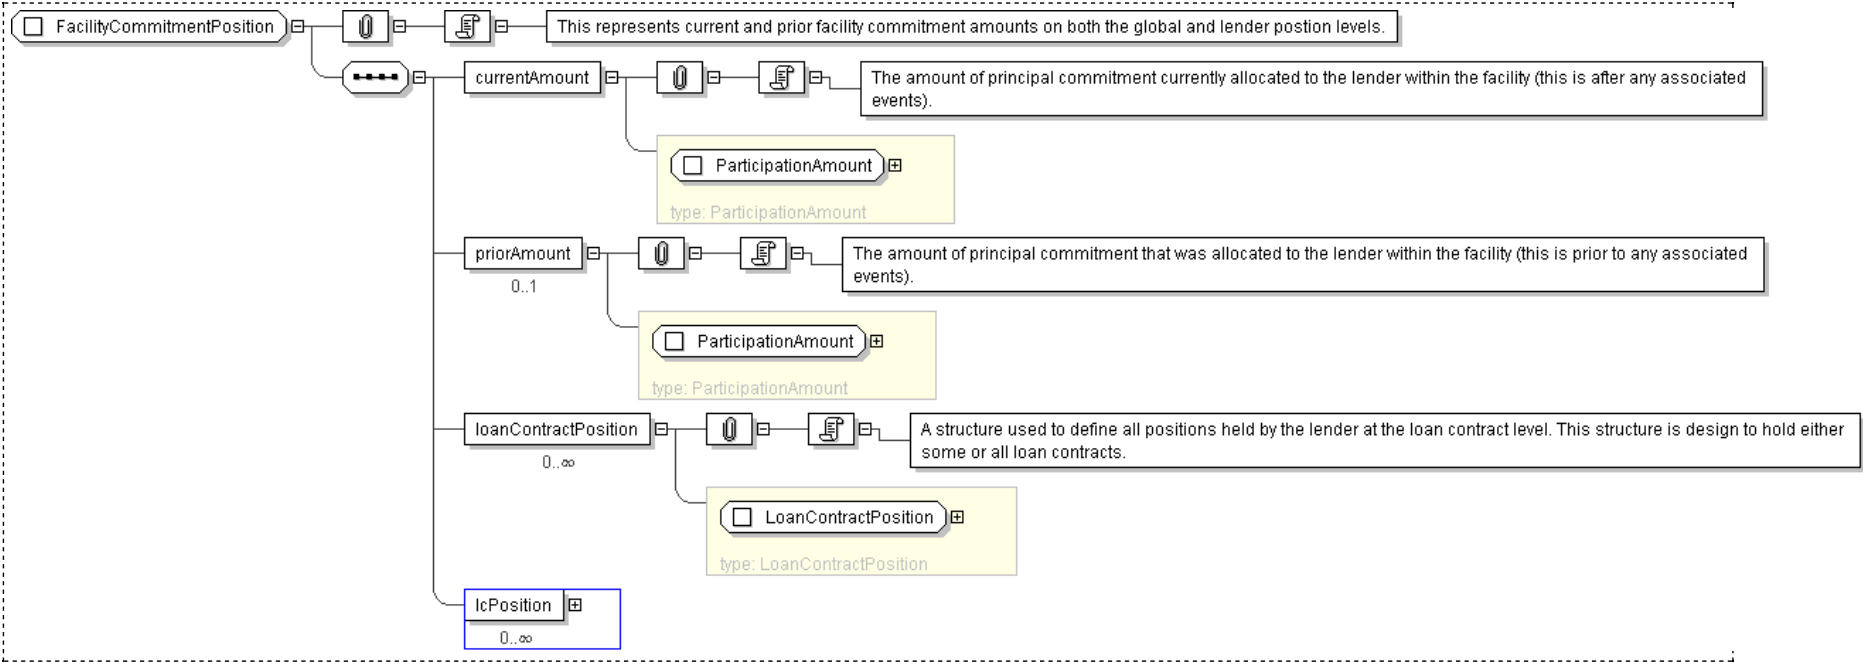 FacilityCommitmentPosition
This represents current and prior facility commitment amounts on both the global and lender postion levels.
currentAmount
The amount of principal commitment currently allocated to the lender within the facility (this is after any associated
events).
ParticipationAmount
type: ParticipationAmount
priorAmount
0..1
The amount of principal commitment that was allocated to the lender within the facility (this is prior to any associated
events).
ParticipationAmount
type: ParticipationAmount
loanContractPosition
0..∞
A structure used to define all positions held by the lender at the loan contract level. This structure is design to hold either
some or all loan contracts.
LoanContractPosition
type: LoanContractPosition
lcPosition
0..∞